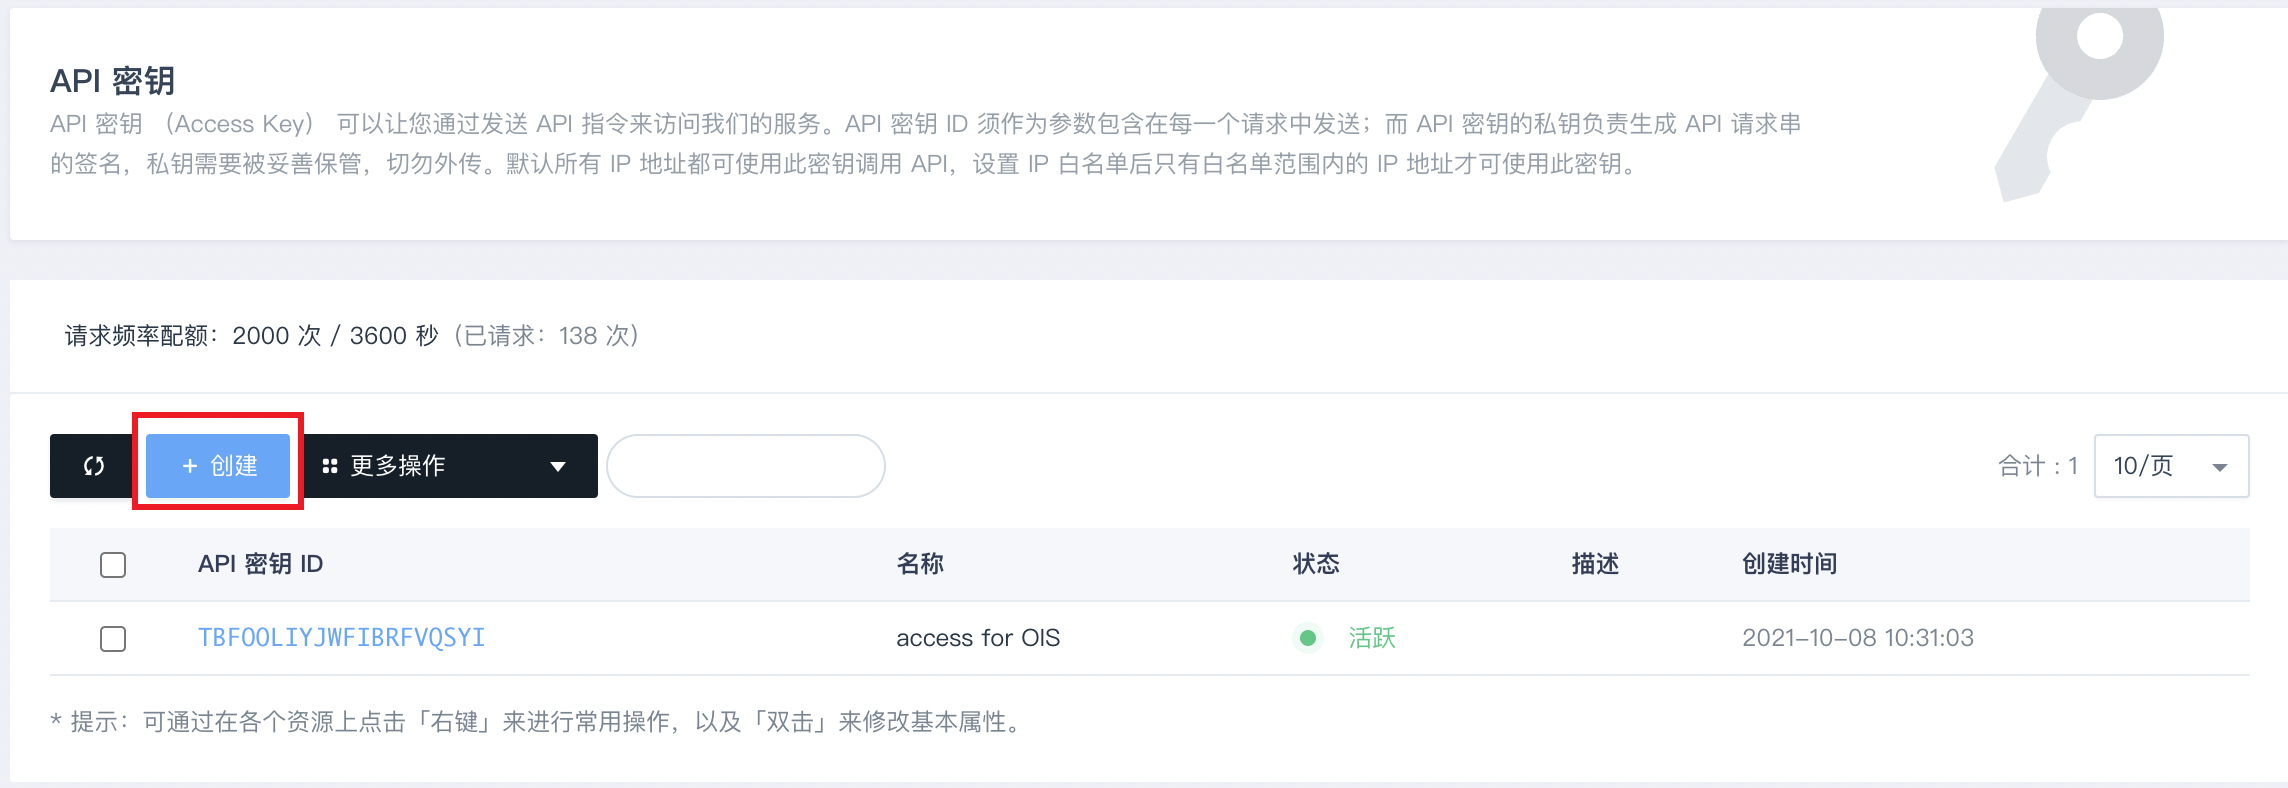 API 密钥
API 密钥 （Access Key） 可以让您通过发送 API 指令来访问我们的服务。API 密钥 ID 须作为参数包含在每一个请求中发送；而 API 密钥的私钥负责生成 API 请求串
的签名，私钥需要被妥善保管，切勿外传。默认所有 IP 地址都可使用此密钥调用 API，设置 IP 白名单后只有白名单范围内的 IP 地址才可使用此密钥。
请求频率配额：2000 次 / 3600 秒（已请求：138 次）
+ 创建 更多操作 合计 : 1 10/页
API 密钥 ID 名称 状态 描述 创建时间
TBFOOLIYJWFIBRFVQSYI access for OIS 活跃 2021-10-08 10:31:03
* 提示：可通过在各个资源上点击「右键」来进行常用操作，以及「双击」来修改基本属性。